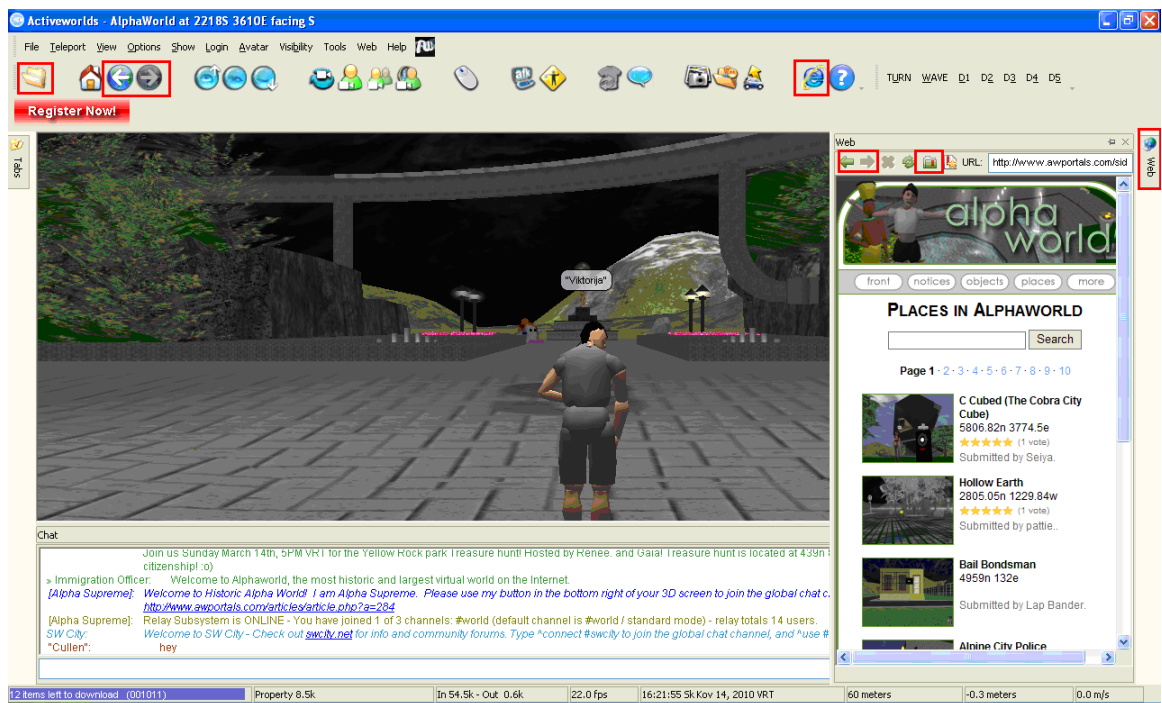 Activeworlds - AlphaWorld at 2218S 3610E facing S
File Teleport View Options Show Login Avatar Visibility Tools Web Help
TURN WAVE D1 D2 D3 D4 D5
Register Now!
Tabs
"Viktorija"
Web
URL: http://www.awportals.com/sid
Web
alpha
world
front notices objects places more
PLACES IN ALPHAWORLD
Search
Page 1 · 2 · 3 · 4 · 5 · 6 · 7 · 8 · 9 · 10
C Cubed (The Cobra City
Cube)
5806.82n 3774.5e
(1 vote)
Submitted by Seiya.
Hollow Earth
2805.05n 1229.84w
(1 vote)
Submitted by pattie..
Bail Bondsman
4959n 132e
Submitted by Lap Bander.
Alpine City Police
Chat
Join us Sunday March 14th, 5PM VRT for the Yellow Rock park Treasure hunt! Hosted by Renee. and Gaia! Treasure hunt is located at 439n
citizenship! :o)
» Immigration Officer: Welcome to Alphaworld, the most historic and largest virtual world on the Internet.
[Alpha Supreme]: Welcome to Historic Alpha World! I am Alpha Supreme. Please use my button in the bottom right of your 3D screen to join the global chat c.
http://www.awportals.com/articles/article.php?a=284
[Alpha Supreme]: Relay Subsystem is ONLINE - You have joined 1 of 3 channels: #world (default channel is #world / standard mode) - relay totals 14 users.
SW City: Welcome to SW City - Check out swcity.net for info and community forums. Type ^connect #swcity to join the global chat channel, and ^use #
"Cullen": hey
12 items left to download (001011) Property 8.5k In 54.5k - Out 0.6k 22.0 fps 16:21:55 Sk Kov 14, 2010 VRT 60 meters -0.3 meters 0.0 m/s